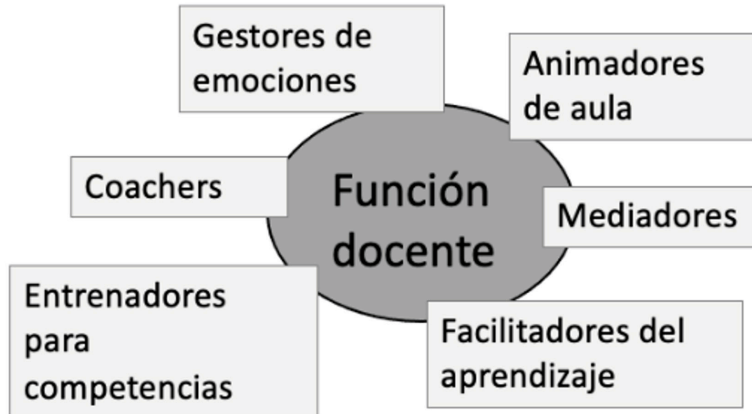 Gestores de
emociones
Animadores
de aula
Coachers
Función
docente
Mediadores
Entrenadores
para
competencias
Facilitadores del
aprendizaje